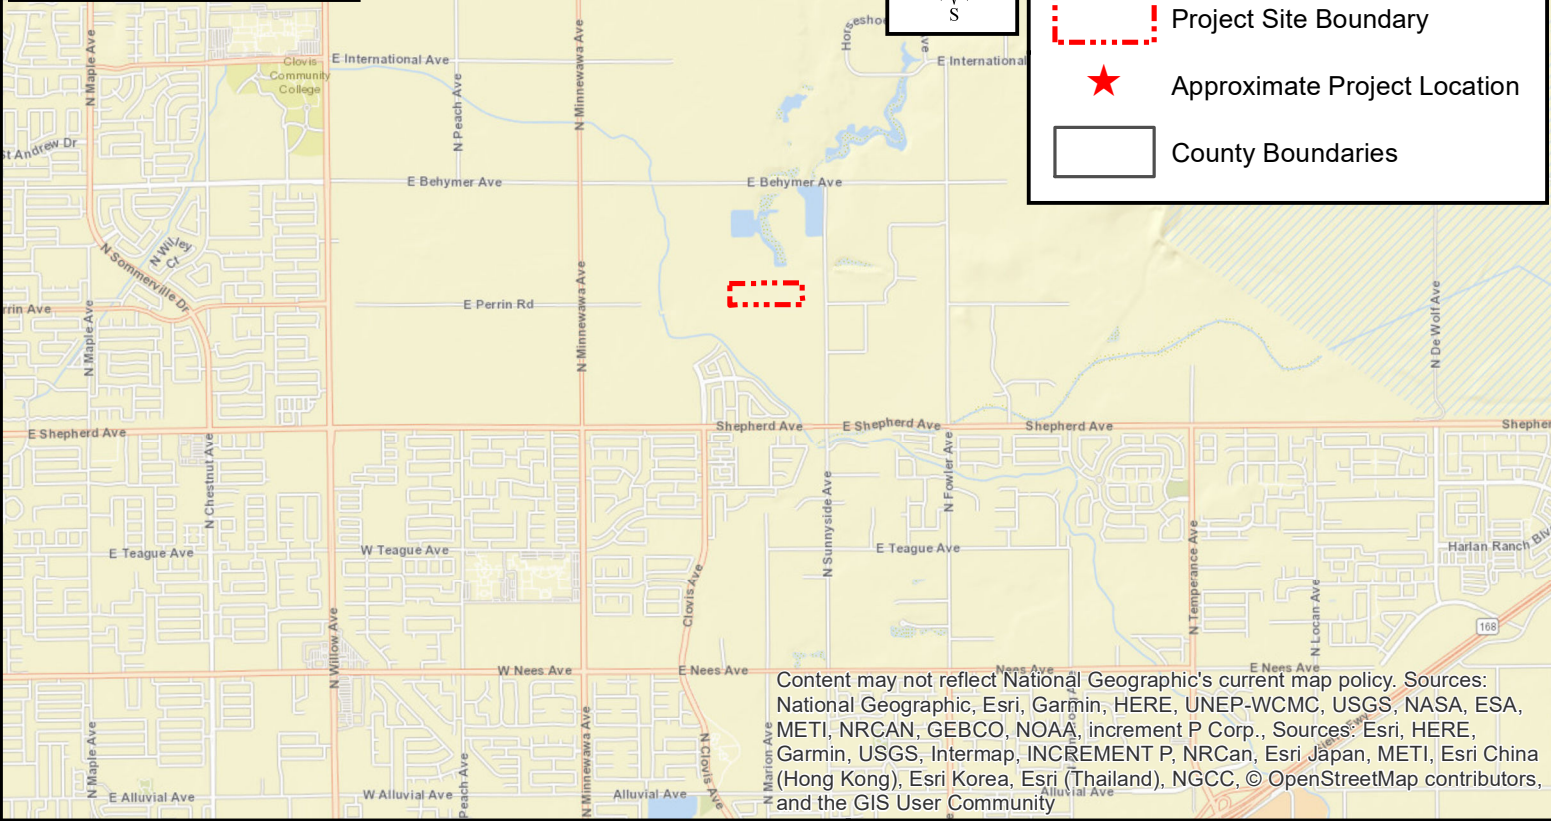 S
Project Site Boundary
Approximate Project Location
County Boundaries
Clovis
Community
College
E International Ave
E International
N Maple Ave
N Peach Ave
N Minnewawa Ave
St Andrew Dr
E Behymer Ave
E Behymer Ave
N Willey
Ct
N Sommerville Dr
E Perrin Rd
N Maple Ave
N Minnewawa Ave
N De Wolf Ave
E Shepherd Ave
Shepherd Ave
E Shepherd Ave
Shepherd Ave
N Chestnut Ave
N Sunnyside Ave
N Fowler Ave
E Teague Ave
W Teague Ave
E Teague Ave
Harlan Ranch Blv
Clovis Ave
N Temperance Ave
N Locan Ave
N Willow Ave
168
W Nees Ave
E Nees Ave
Nees Ave
E Nees Ave
Content may not reflect National Geographic's current map policy. Sources:
National Geographic, Esri, Garmin, HERE, UNEP-WCMC, USGS, NASA, ESA,
METI, NRCAN, GEBCO, NOAA, increment P Corp., Sources: Esri, HERE,
Garmin, USGS, Intermap, INCREMENT P, NRCan, Esri Japan, METI, Esri China
(Hong Kong), Esri Korea, Esri (Thailand), NGCC, © OpenStreetMap contributors,
and the GIS User Community
N Maple Ave
Peach Ave
N Minnewawa Ave
N Clovis Ave
N Marion Ave
E Alluvial Ave
W Alluvial Ave
Alluvial Ave
Alluvial Ave